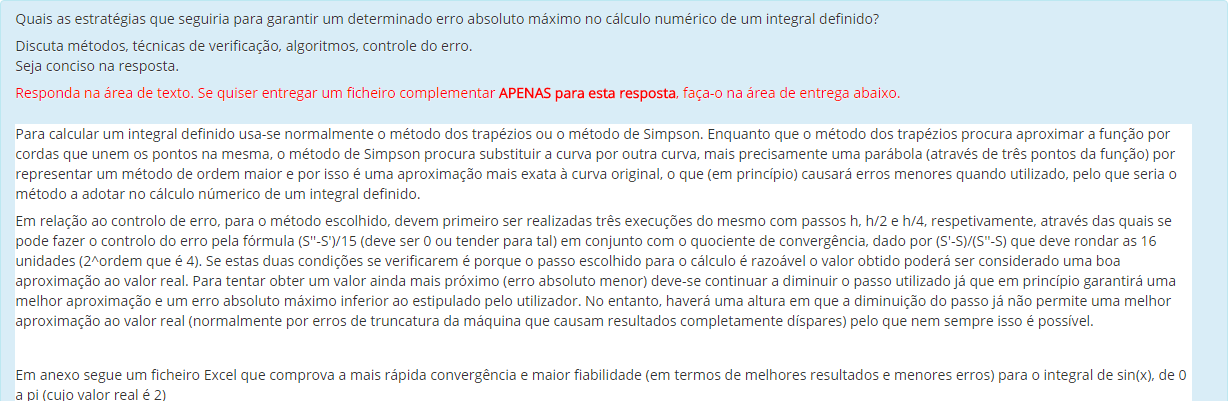 Quais as estratégias que seguiria para garantir um determinado erro absoluto máximo no cálculo numérico de um integral definido?
Discuta métodos, técnicas de verificação, algoritmos, controle do erro.
Seja conciso na resposta.
Responda na área de texto. Se quiser entregar um ficheiro complementar APENAS para esta resposta, faça-o na área de entrega abaixo.
Para calcular um integral definido usa-se normalmente o método dos trapézios ou o método de Simpson. Enquanto que o método dos trapézios procura aproximar a função por
cordas que unem os pontos na mesma, o método de Simpson procura substituir a curva por outra curva, mais precisamente uma parábola (através de três pontos da função) por
representar um método de ordem maior e por isso é uma aproximação mais exata à curva original, o que (em princípio) causará erros menores quando utilizado, pelo que seria o
método a adotar no cálculo númerico de um integral definido.
Em relação ao controlo de erro, para o método escolhido, devem primeiro ser realizadas três execuções do mesmo com passos h, h/2 e h/4, respetivamente, através das quais se
pode fazer o controlo do erro pela fórmula (S''-S')/15 (deve ser 0 ou tender para tal) em conjunto com o quociente de convergência, dado por (S'-S)/(S''-S) que deve rondar as 16
unidades (2^ordem que é 4). Se estas duas condições se verificarem é porque o passo escolhido para o cálculo é razoável o valor obtido poderá ser considerado uma boa
aproximação ao valor real. Para tentar obter um valor ainda mais próximo (erro absoluto menor) deve-se continuar a diminuir o passo utilizado já que em princípio garantirá uma
melhor aproximação e um erro absoluto máximo inferior ao estipulado pelo utilizador. No entanto, haverá uma altura em que a diminuição do passo já não permite uma melhor
aproximação ao valor real (normalmente por erros de truncatura da máquina que causam resultados completamente díspares) pelo que nem sempre isso é possível.
Em anexo segue um ficheiro Excel que comprova a mais rápida convergência e maior fiabilidade (em termos de melhores resultados e menores erros) para o integral de sin(x), de 0
a pi (cujo valor real é 2)